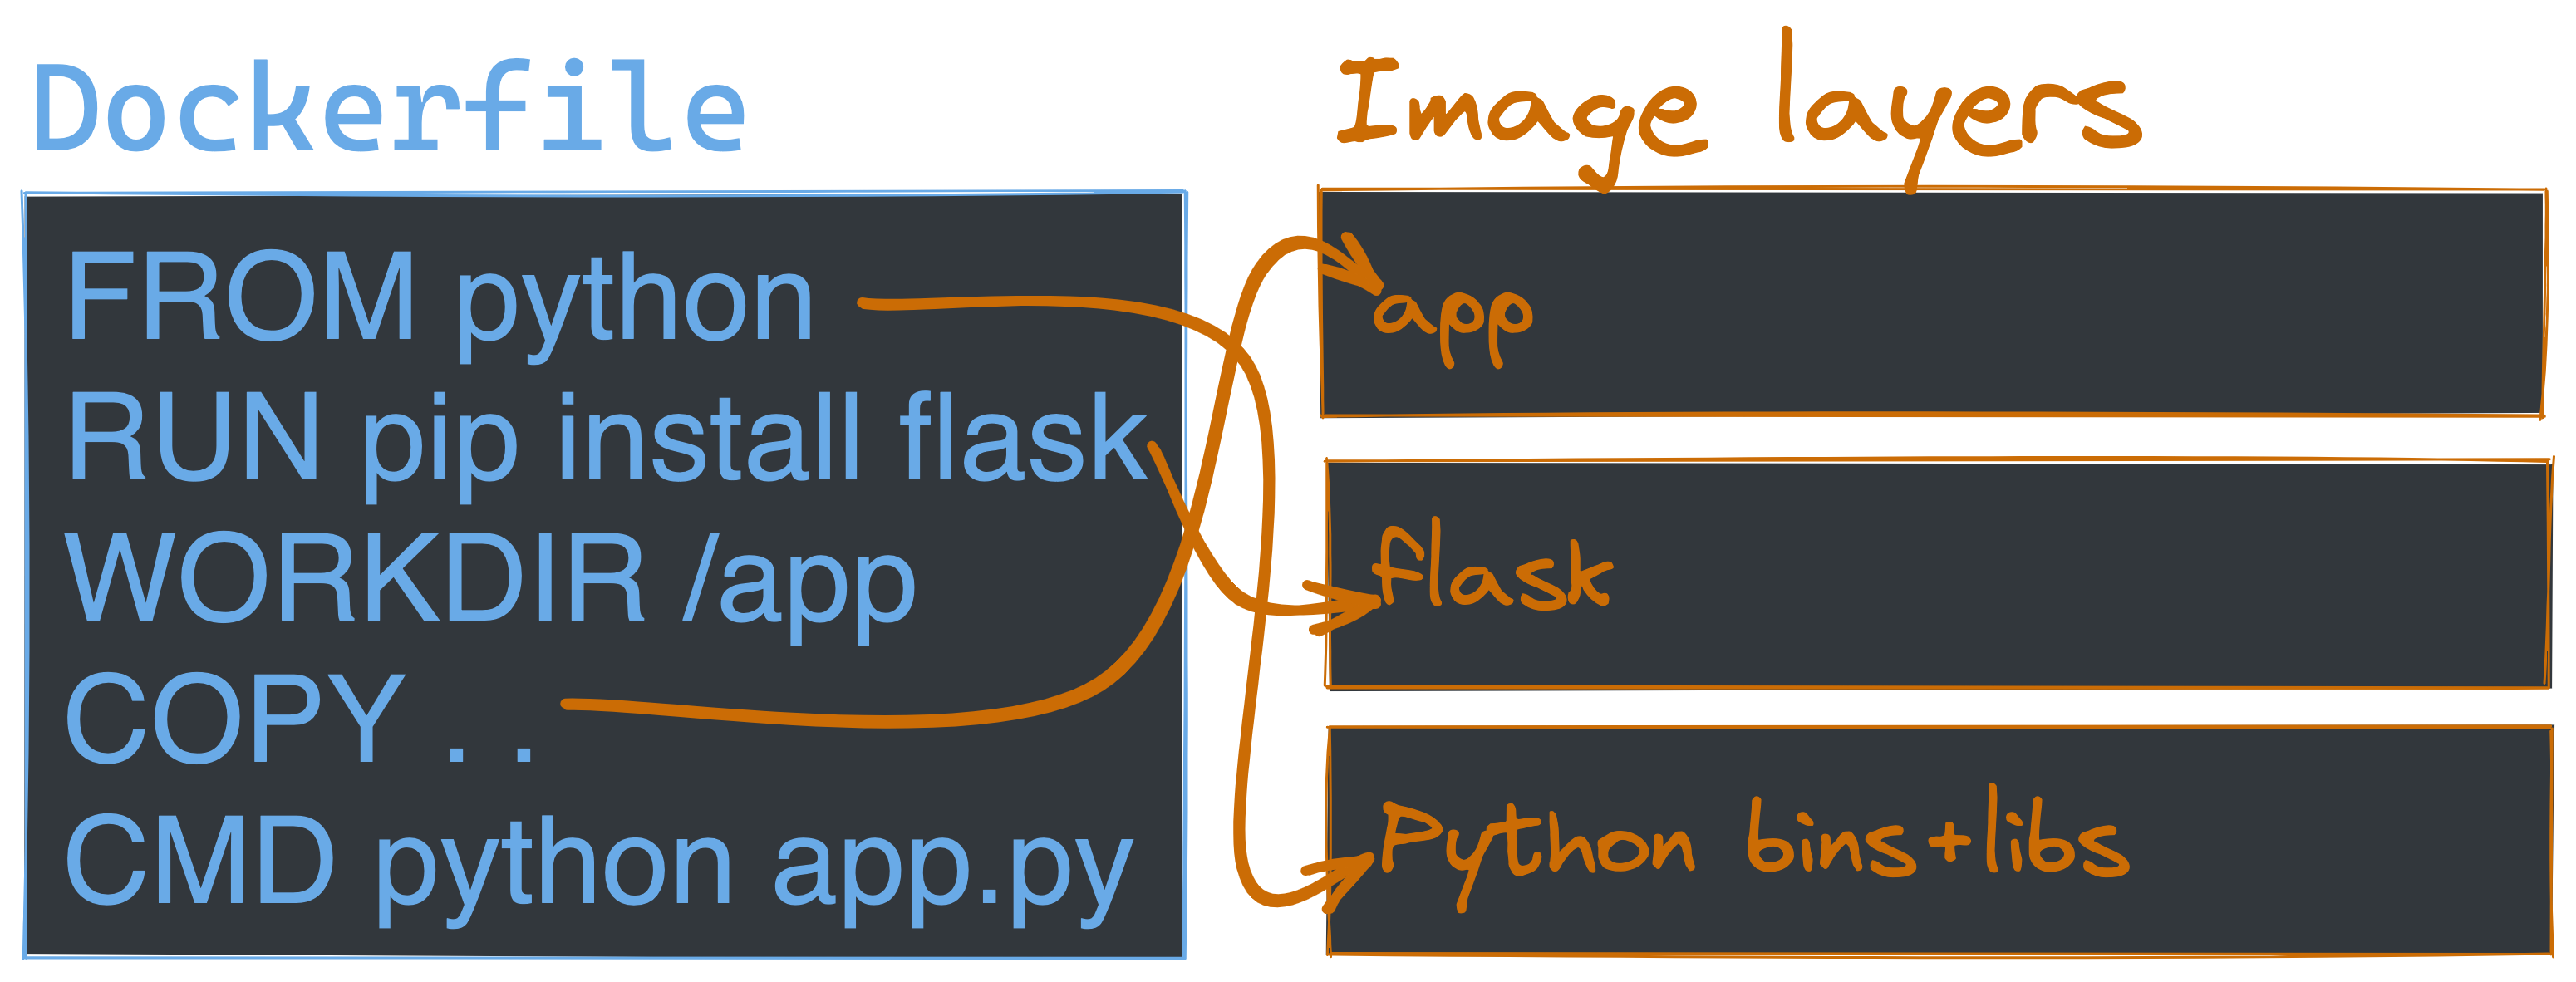 Dockerfile
FROM python
RUN pip install flask
WORKDIR /app
COPY . .
CMD python app.py
Image layers
app
flask
Python bins+libs